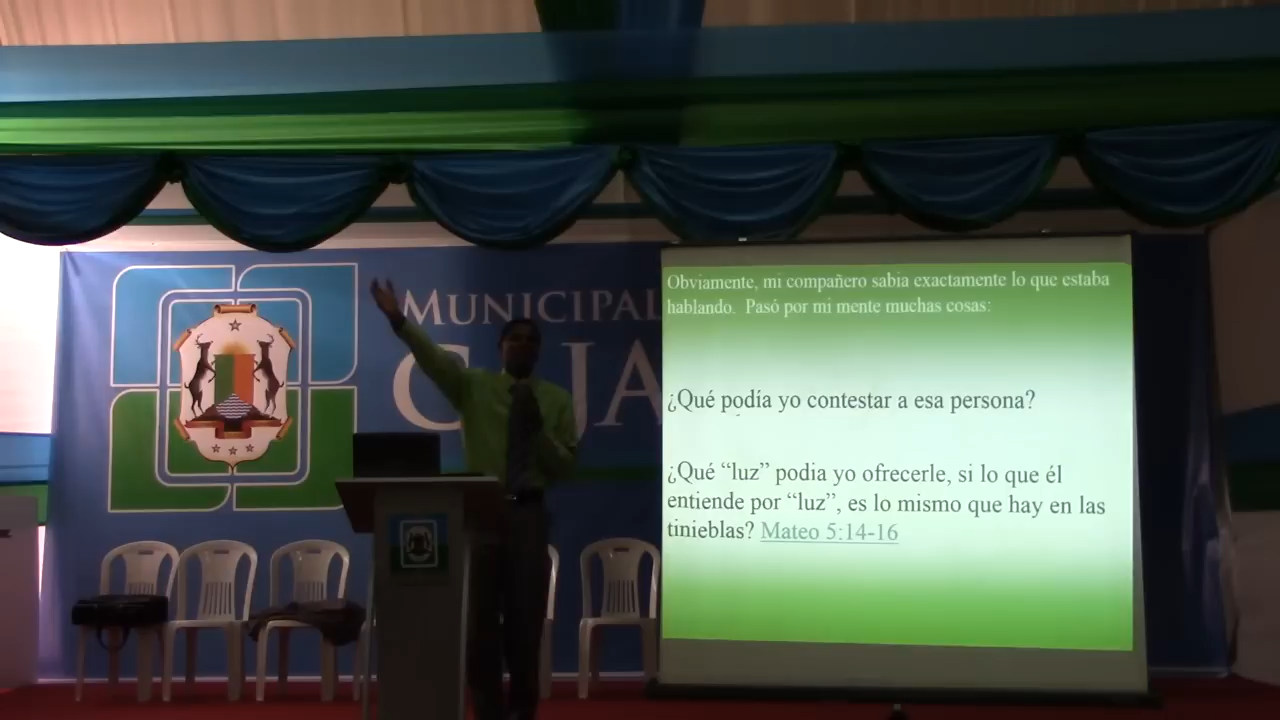 MUNICIPAL
Obviamente, mi compañero sabia exactamente lo que estaba
hablando. Pasó por mi mente muchas cosas:
¿Qué podía yo contestar a esa persona?
¿Qué “luz” podia yo ofrecerle, si lo que él
entiende por “luz”, es lo mismo que hay en las
tinieblas? Mateo 5:14-16